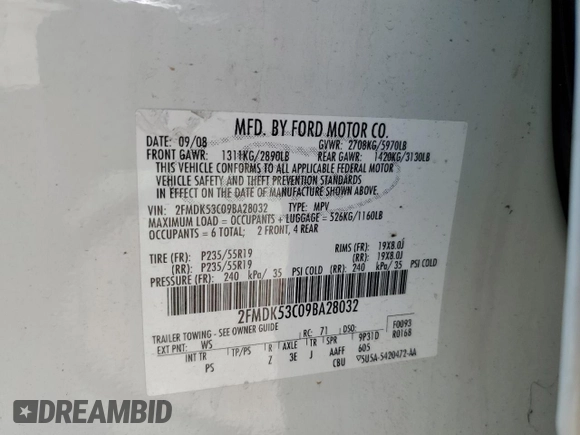 MFD. BY FORD MOTOR CO.
DATE: 09/08 GVWR: 2708KG/5970LB
FRONT GAWR: 1311KG/2890LB REAR GAWR: 1420KG/3130LB
THIS VEHICLE CONFORMS TO ALL APPLICABLE FEDERAL MOTOR
VEHICLE SAFETY AND THEFT PREVENTION STANDARDS
IN EFFECT ON THE DATE OF MANUFACTURE SHOWN ABOVE.
VIN: 2FMDK53C09BA28032 TYPE: MPV
MAXIMUM LOAD = OCCUPANTS + LUGGAGE = 526KG/1160LB
OCCUPANTS = 6 TOTAL: 2 FRONT, 4 REAR
TIRE (FR): P235/55R19 RIMS (FR): 19X8.0J
(RR): P235/55R19 (RR): 19X8.0J
PRESSURE (FR): 240 kPa/ 35 PSI COLD (RR): 240 kPa/ 35 PSI COLD
2FMDK53C09BA28032
TRAILER TOWING - SEE OWNER GUIDE
EXT PNT: WS RC: 71 DSO: F0093
9P31D R0168
INT TR TP/PS R AXLE TR SPR
PS Z 3E J AAFF 605
CBU 5U5A-5420472-AA
DREAMBID